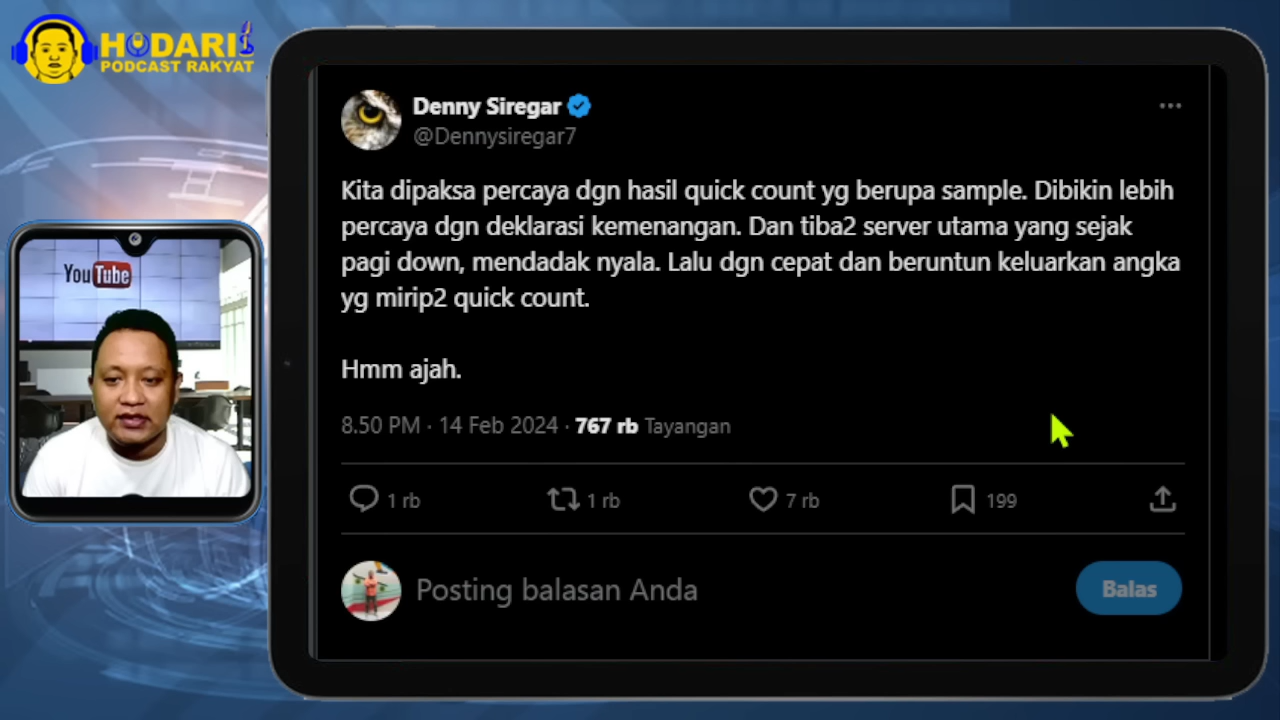 HODARI
PODCAST RAKYAT
YouTube
Denny Siregar
@Dennysiregar7
Kita dipaksa percaya dgn hasil quick count yg berupa sample. Dibikin lebih
percaya dgn deklarasi kemenangan. Dan tiba2 server utama yang sejak
pagi down, mendadak nyala. Lalu dgn cepat dan beruntun keluarkan angka
yg mirip2 quick count.
Hmm ajah.
8.50 PM · 14 Feb 2024 · 767 rb Tayangan
1 rb
1 rb
7 rb
199
Posting balasan Anda
Balas